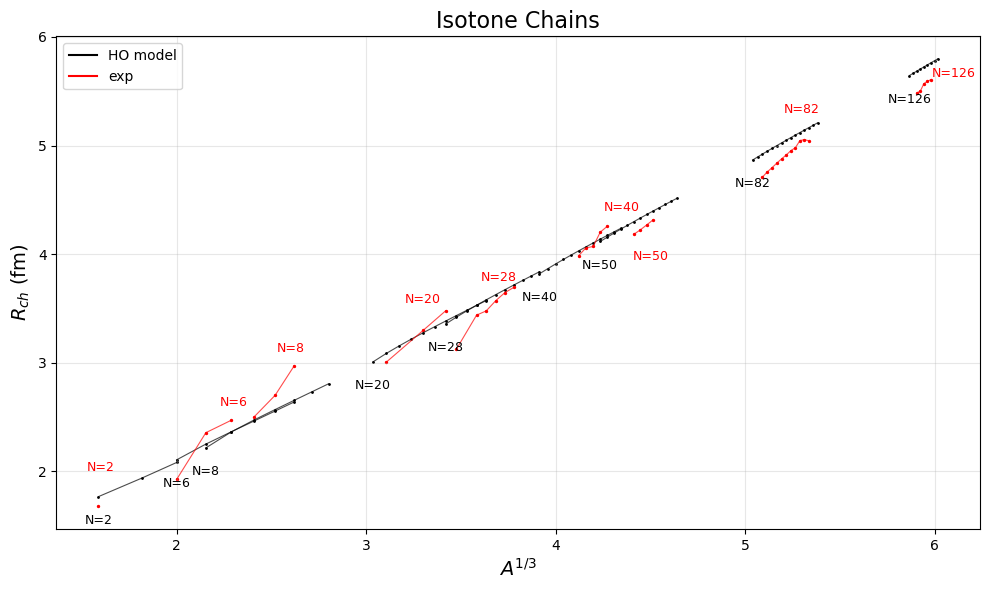 Isotone Chains
HO model
exp
R_ch (fm)
6
5
4
3
2
N=126
N=126
N=82
N=82
N=40
N=50
N=50
N=28
N=40
N=20
N=28
N=8
N=20
N=6
N=8
N=6
N=2
N=2
2
3
4
5
6
A^{1/3}